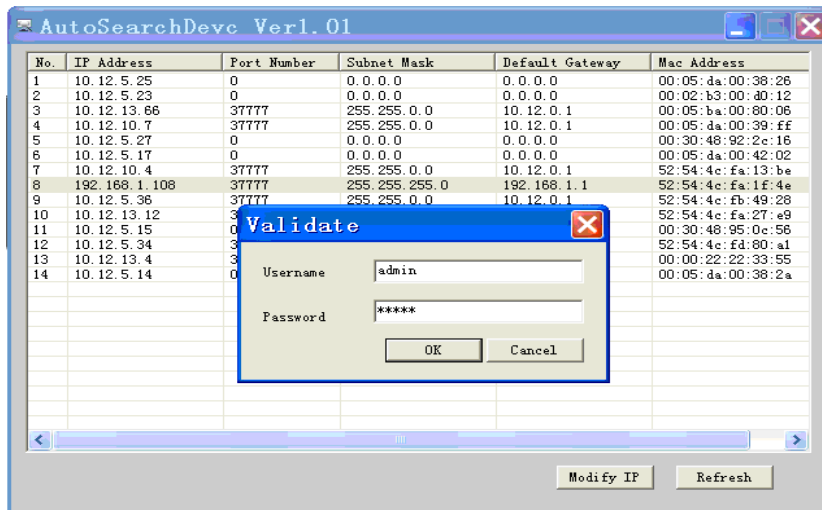 AutoSearchDevc Ver1.01
No. IP Address Port Number Subnet Mask Default Gateway Mac Address
1 10.12.5.25 0 0.0.0.0 0.0.0.0 00:05:da:00:38:26
2 10.12.5.23 0 0.0.0.0 0.0.0.0 00:02:b3:00:d0:12
3 10.12.13.66 37777 255.255.0.0 10.12.0.1 00:05:ba:00:80:06
4 10.12.10.7 37777 255.255.0.0 10.12.0.1 00:05:da:00:39:ff
5 10.12.5.27 0 0.0.0.0 0.0.0.0 00:30:48:92:2c:16
6 10.12.5.17 0 0.0.0.0 0.0.0.0 00:05:da:00:42:02
7 10.12.10.4 37777 255.255.0.0 10.12.0.1 52:54:4c:fa:13:be
8 192.168.1.108 37777 255.255.255.0 192.168.1.1 52:54:4c:fa:1f:4e
9 10.12.5.36 37777 255.255.0.0 10.12.0.1 52:54:4c:fb:49:28
10 10.12.13.12 3 52:54:4c:fa:27:e9
11 10.12.5.15 0 00:30:48:95:0c:56
12 10.12.5.34 3 52:54:4c:fd:80:a1
13 10.12.13.4 3 00:00:22:22:33:55
14 10.12.5.14 0 00:05:da:00:38:2a
Validate
Username admin
Password *****
OK Cancel
Modify IP Refresh